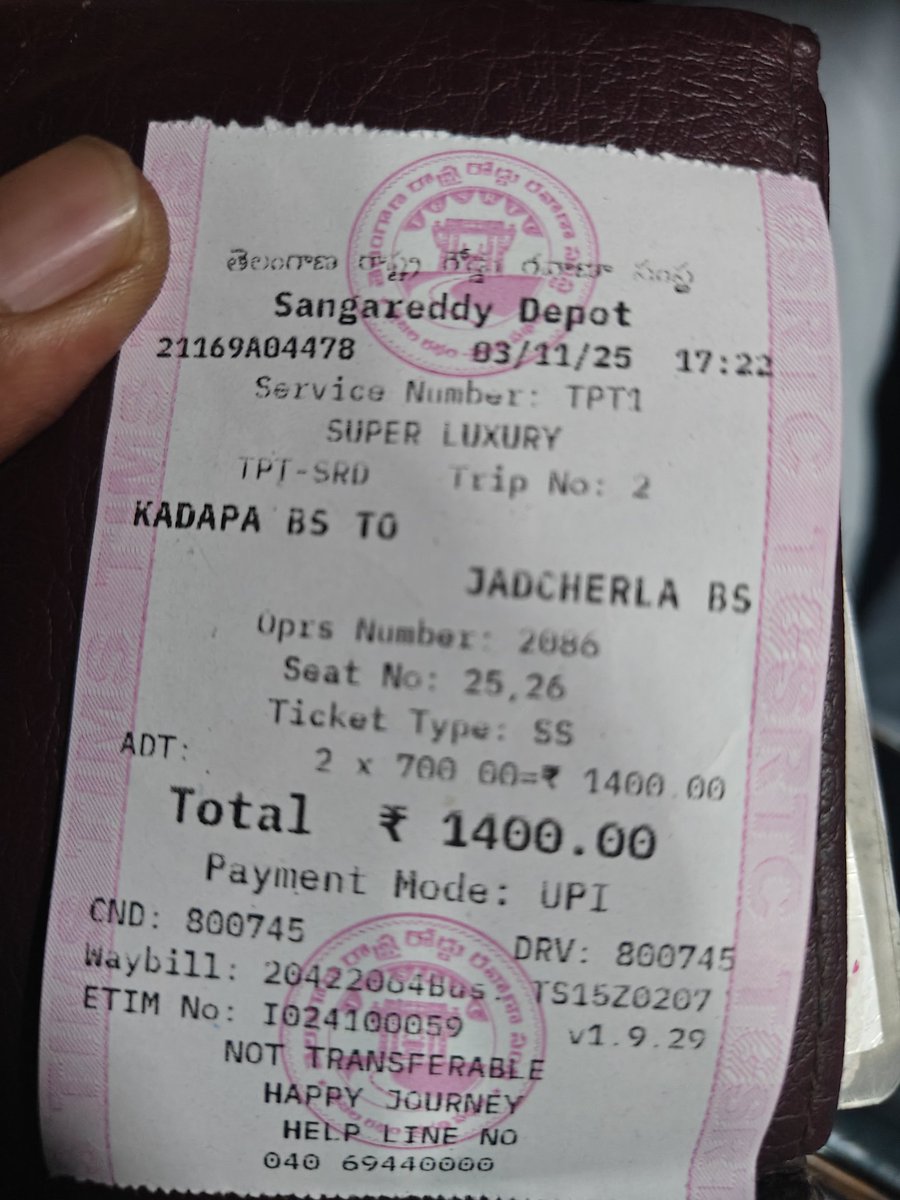 తెలంగాణ రాష్ట్ర రోడ్డు రవాణా సంస్థ
Sangareddy Depot
21169A04478 03/11/25 17:22
Service Number: TPT1
SUPER LUXURY
TPT-SRD Trip No: 2
KADAPA BS TO
JADCHERLA BS
Oprs Number: 2086
Seat No: 25,26
Ticket Type: SS
ADT: 2 x 700.00=₹ 1400.00
Total ₹ 1400.00
Payment Mode: UPI
CND: 800745 DRV: 800745
Waybill: 20422064Bus: TS15Z0207
ETIM No: I024100059 v1.9.29
NOT TRANSFERABLE
HAPPY JOURNEY
HELP LINE NO
040 69440000